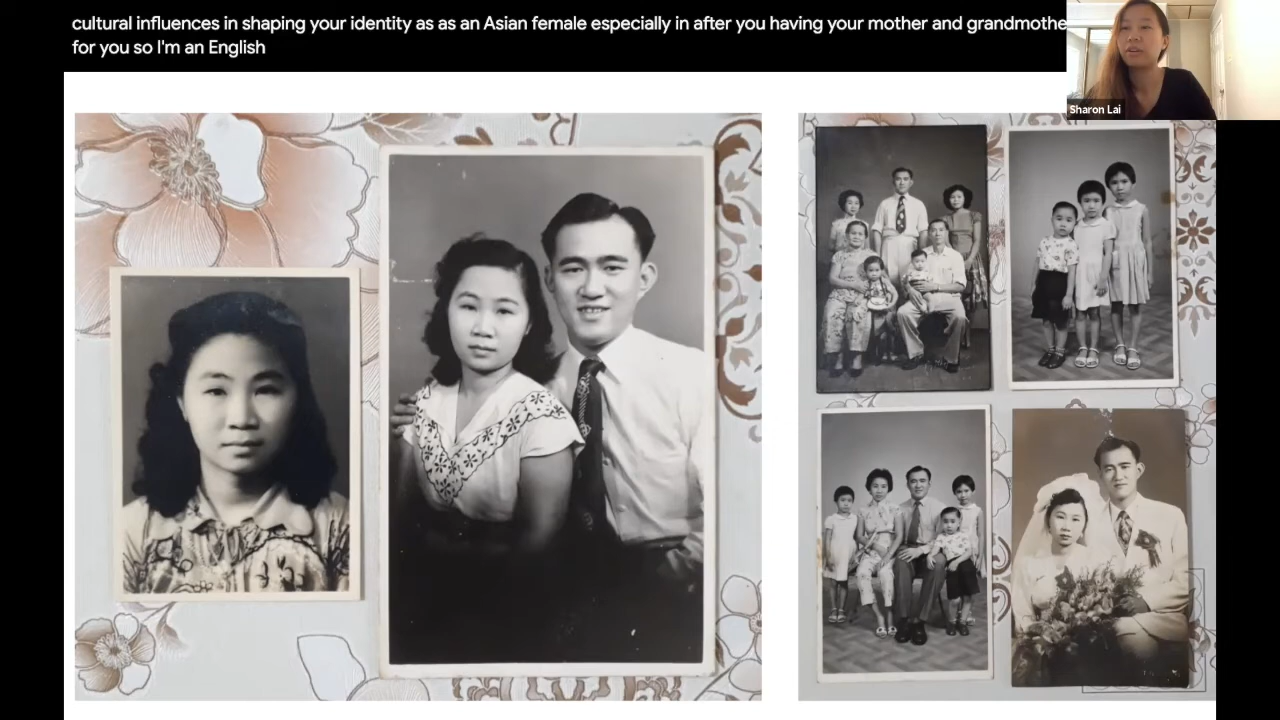 cultural influences in shaping your identity as as an Asian female especially in after you having your mother and
for you so I'm an English
Sharon Lai